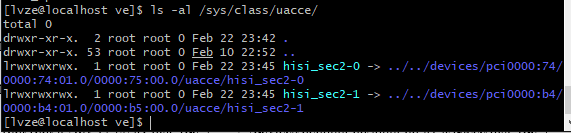 [lvze@localhost ve]$ ls -al /sys/class/uacce/
total 0
drwxr-xr-x.  2 root root 0 Feb 22 23:42 .
drwxr-xr-x. 53 root root 0 Feb 10 22:52 ..
lrwxrwxrwx.  1 root root 0 Feb 22 23:45 hisi_sec2-0 -> ../../devices/pci0000:74/
0000:74:01.0/0000:75:00.0/uacce/hisi_sec2-0
lrwxrwxrwx.  1 root root 0 Feb 22 23:45 hisi_sec2-1 -> ../../devices/pci0000:b4/
0000:b4:01.0/0000:b5:00.0/uacce/hisi_sec2-1
[lvze@localhost ve]$